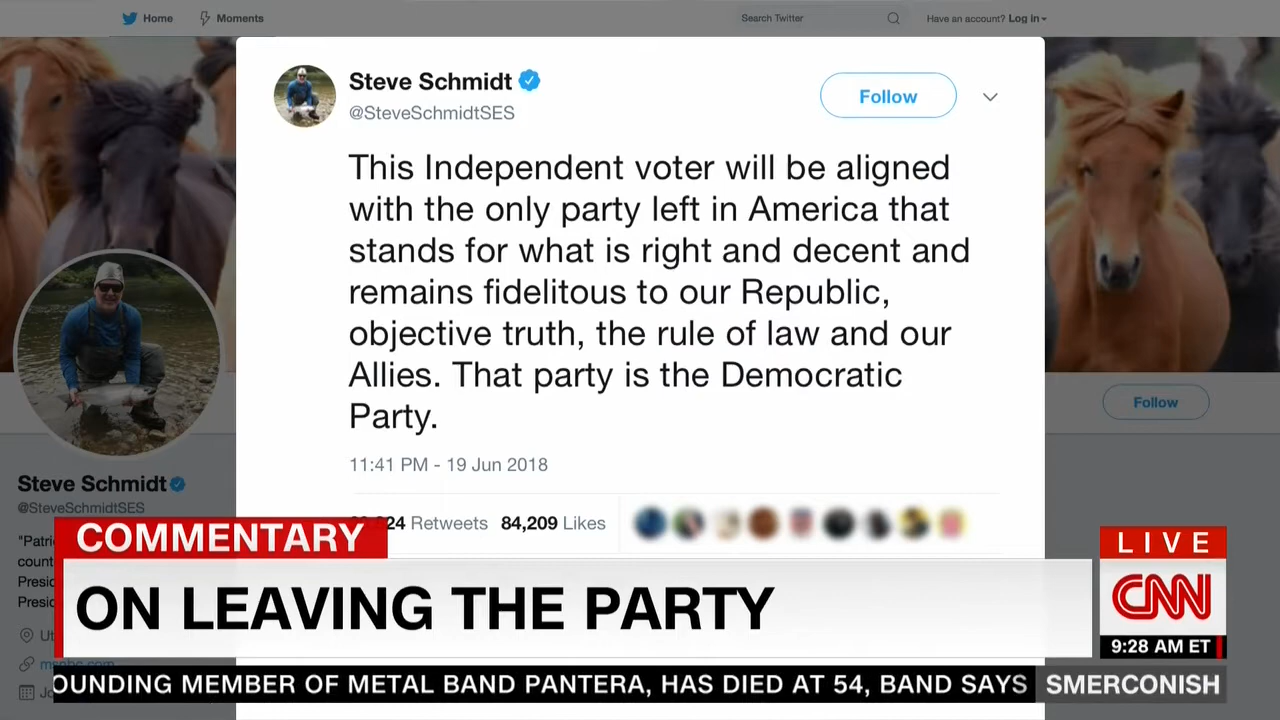 Home
Moments
Search Twitter
Have an account? Log in
Steve Schmidt
@SteveSchmidtSES
Follow
This Independent voter will be aligned
with the only party left in America that
stands for what is right and decent and
remains fidelitous to our Republic,
objective truth, the rule of law and our
Allies. That party is the Democratic
Party.
11:41 PM - 19 Jun 2018
Retweets 84,209 Likes
Follow
Steve Schmidt
@SteveSchmidtSES
COMMENTARY
ON LEAVING THE PARTY
LIVE
CNN
9:28 AM ET
OUNDING MEMBER OF METAL BAND PANTERA, HAS DIED AT 54, BAND SAYS
SMERCONISH